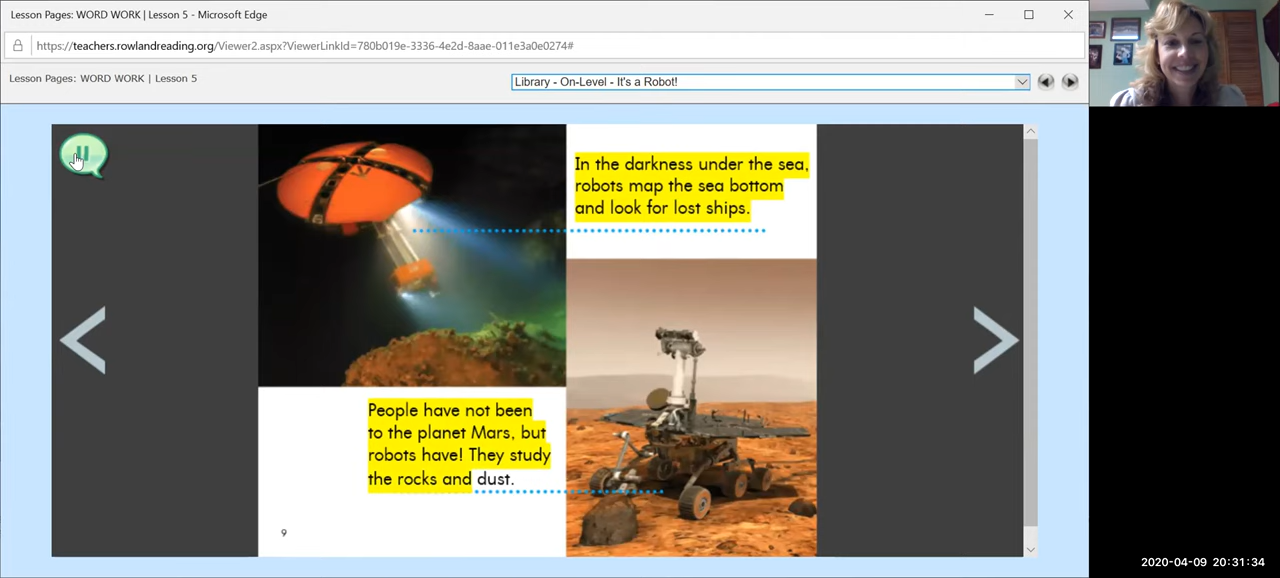 Lesson Pages: WORD WORK | Lesson 5 - Microsoft Edge
https://teachers.rowlandreading.org/Viewer2.aspx?ViewerLinkId=780b019e-3336-4e2d-8aae-011e3a0e0274#
Lesson Pages: WORD WORK | Lesson 5
Library - On-Level - It's a Robot!
In the darkness under the sea,
robots map the sea bottom
and look for lost ships.
People have not been
to the planet Mars, but
robots have! They study
the rocks and dust.
9
2020-04-09 20:31:34